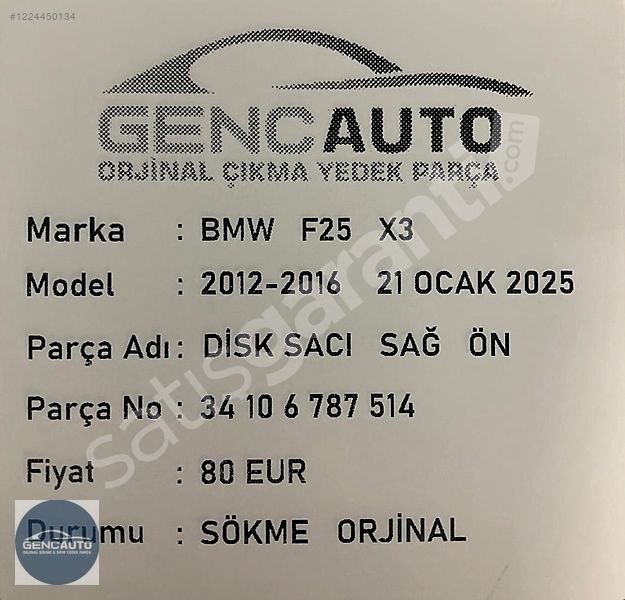 #1224450134
GENCAUTO
ORJİNAL ÇIKMA YEDEK PARÇA
satisgaranti.com
Marka : BMW F25 X3
Model : 2012-2016 21 OCAK 2025
Parça Adı : DİSK SACI SAĞ ÖN
Parça No : 34 10 6 787 514
Fiyat : 80 EUR
Durumu : SÖKME ORJİNAL
GENCAUTO